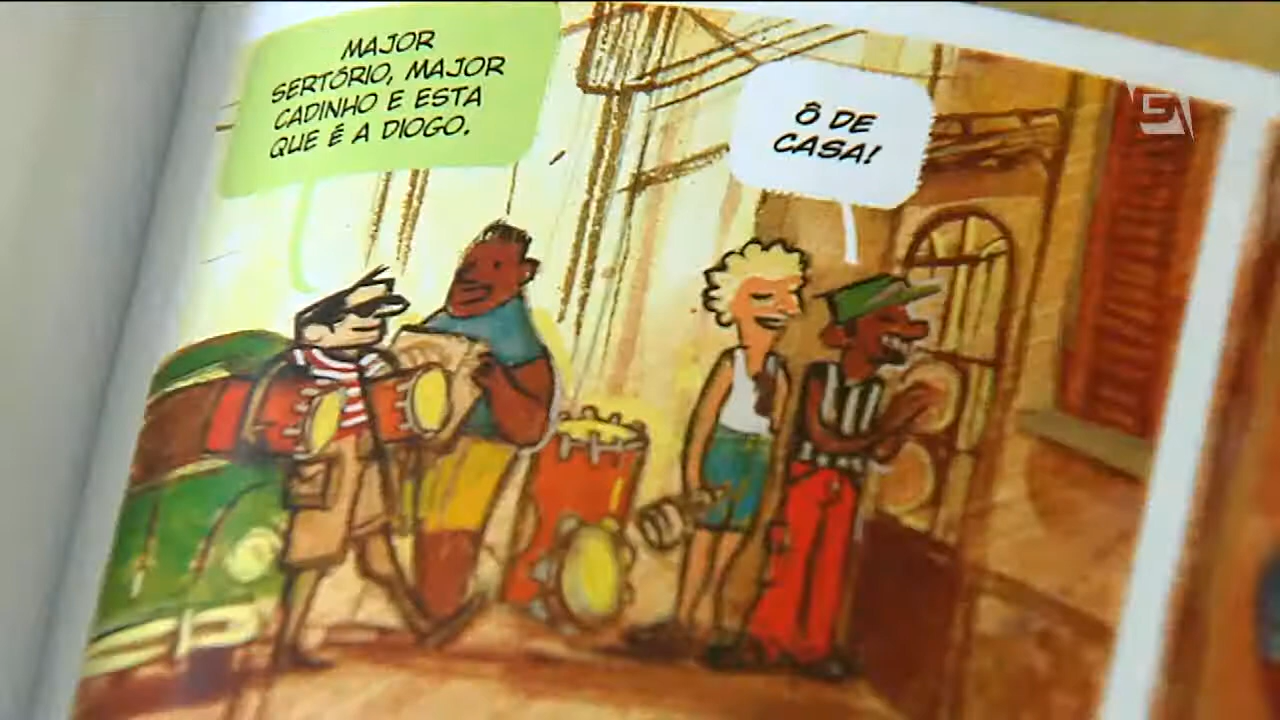 MAJOR
SERTÓRIO, MAJOR
CADINHO E ESTA
QUE É A DIOGO.
Ô DE
CASA!